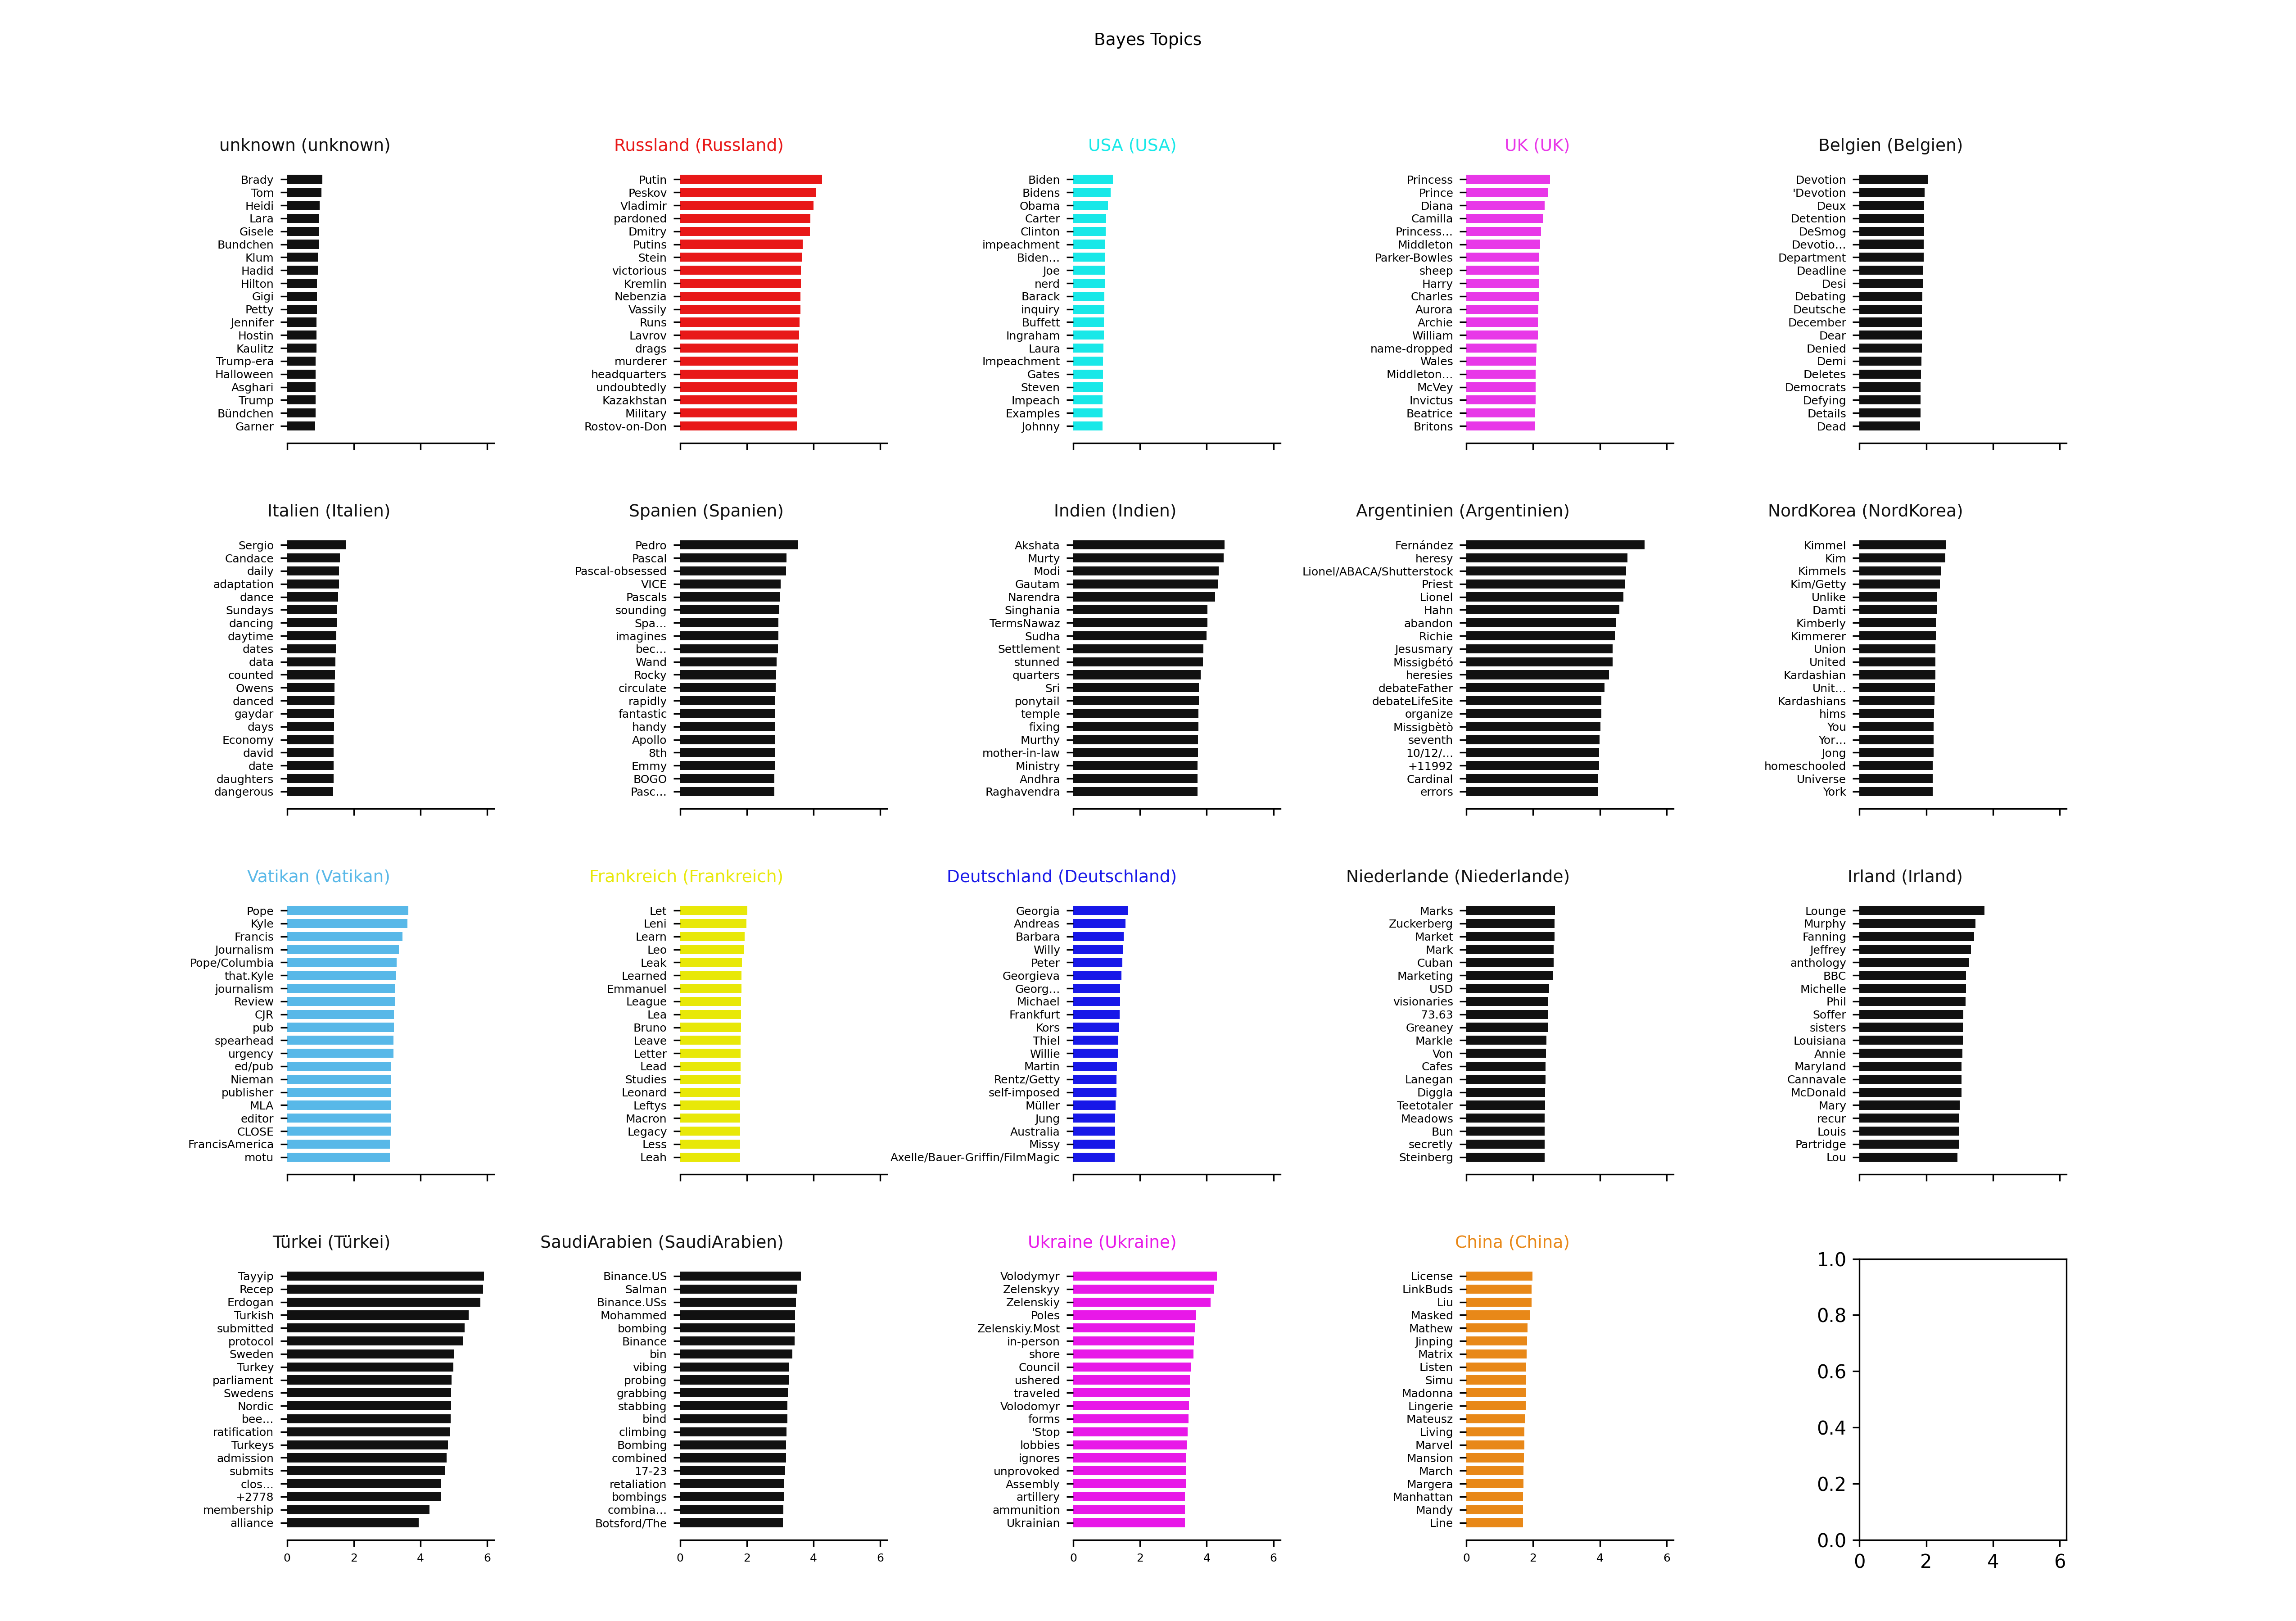 Bayes Topics
unknown (unknown)
Brady
Tom
Heidi
Lara
Gisele
Bundchen
Klum
Hadid
Hilton
Gigi
Petty
Jennifer
Hostin
Kaulitz
Trump-era
Halloween
Asghari
Trump
Bündchen
Garner
Russland (Russland)
Putin
Peskov
Vladimir
pardoned
Dmitry
Putins
Stein
victorious
Kremlin
Nebenzia
Vassily
Runs
Lavrov
drags
murderer
headquarters
undoubtedly
Kazakhstan
Military
Rostov-on-Don
USA (USA)
Biden
Bidens
Obama
Carter
Clinton
impeachment
Biden...
Joe
nerd
Barack
inquiry
Buffett
Ingraham
Laura
Impeachment
Gates
Steven
Impeach
Examples
Johnny
UK (UK)
Princess
Prince
Diana
Camilla
Princess...
Middleton
Parker-Bowles
sheep
Harry
Charles
Aurora
Archie
William
name-dropped
Wales
Middleton...
McVey
Invictus
Beatrice
Britons
Belgien (Belgien)
Devotion
'Devotion
Deux
Detention
DeSmog
Devotio...
Department
Deadline
Desi
Debating
Deutsche
December
Dear
Denied
Demi
Deletes
Democrats
Defying
Details
Dead
Italien (Italien)
Sergio
Candace
daily
adaptation
dance
Sundays
dancing
daytime
dates
data
counted
Owens
danced
gaydar
days
Economy
david
date
daughters
dangerous
Spanien (Spanien)
Pedro
Pascal
Pascal-obsessed
VICE
Pascals
sounding
Spa...
imagines
bec...
Wand
Rocky
circulate
rapidly
fantastic
handy
Apollo
8th
Emmy
BOGO
Pasc...
Indien (Indien)
Akshata
Murty
Modi
Gautam
Narendra
Singhania
TermsNawaz
Sudha
Settlement
stunned
quarters
Sri
ponytail
temple
fixing
Murthy
mother-in-law
Ministry
Andhra
Raghavendra
Argentinien (Argentinien)
Fernández
heresy
Lionel/ABACA/Shutterstock
Priest
Lionel
Hahn
abandon
Richie
Jesusmary
Missigbétó
heresies
debateFather
debateLifeSite
organize
Missigbètò
seventh
10/12/...
+11992
Cardinal
errors
NordKorea (NordKorea)
Kimmel
Kim
Kimmels
Kim/Getty
Unlike
Damti
Kimberly
Kimmerer
Union
United
Kardashian
Unit...
Kardashians
hims
You
Yor...
Jong
homeschooled
Universe
York
Vatikan (Vatikan)
Pope
Kyle
Francis
Journalism
Pope/Columbia
that.Kyle
journalism
Review
CJR
pub
spearhead
urgency
ed/pub
Nieman
publisher
MLA
editor
CLOSE
FrancisAmerica
motu
Frankreich (Frankreich)
Let
Leni
Learn
Leo
Leak
Learned
Emmanuel
League
Lea
Bruno
Leave
Letter
Lead
Studies
Leonard
Leftys
Macron
Legacy
Less
Leah
Deutschland (Deutschland)
Georgia
Andreas
Barbara
Willy
Peter
Georgieva
Georg...
Michael
Frankfurt
Kors
Thiel
Willie
Martin
Rentz/Getty
self-imposed
Müller
Jung
Australia
Missy
Axelle/Bauer-Griffin/FilmMagic
Niederlande (Niederlande)
Marks
Zuckerberg
Market
Mark
Cuban
Marketing
USD
visionaries
73.63
Greaney
Markle
Von
Cafes
Lanegan
Diggla
Teetotaler
Meadows
Bun
secretly
Steinberg
Irland (Irland)
Lounge
Murphy
Fanning
Jeffrey
anthology
BBC
Michelle
Phil
Soffer
sisters
Louisiana
Annie
Maryland
Cannavale
McDonald
Mary
recur
Louis
Partridge
Lou
Türkei (Türkei)
Tayyip
Recep
Erdogan
Turkish
submitted
protocol
Sweden
Turkey
parliament
Swedens
Nordic
bee...
ratification
Turkeys
admission
submits
clos...
+2778
membership
alliance
0 2 4 6
SaudiArabien (SaudiArabien)
Binance.US
Salman
Binance.USs
Mohammed
bombing
Binance
bin
vibing
probing
grabbing
stabbing
bind
climbing
Bombing
combined
17-23
retaliation
bombings
combina...
Botsford/The
0 2 4 6
Ukraine (Ukraine)
Volodymyr
Zelenskyy
Zelenskiy
Poles
Zelenskiy.Most
in-person
shore
Council
ushered
traveled
Volodomyr
forms
'Stop
lobbies
ignores
unprovoked
Assembly
artillery
ammunition
Ukrainian
0 2 4 6
China (China)
License
LinkBuds
Liu
Masked
Mathew
Jinping
Matrix
Listen
Simu
Madonna
Lingerie
Mateusz
Living
Marvel
Mansion
March
Margera
Manhattan
Mandy
Line
0 2 4 6
1.0
0.8
0.6
0.4
0.2
0.0
0 2 4 6